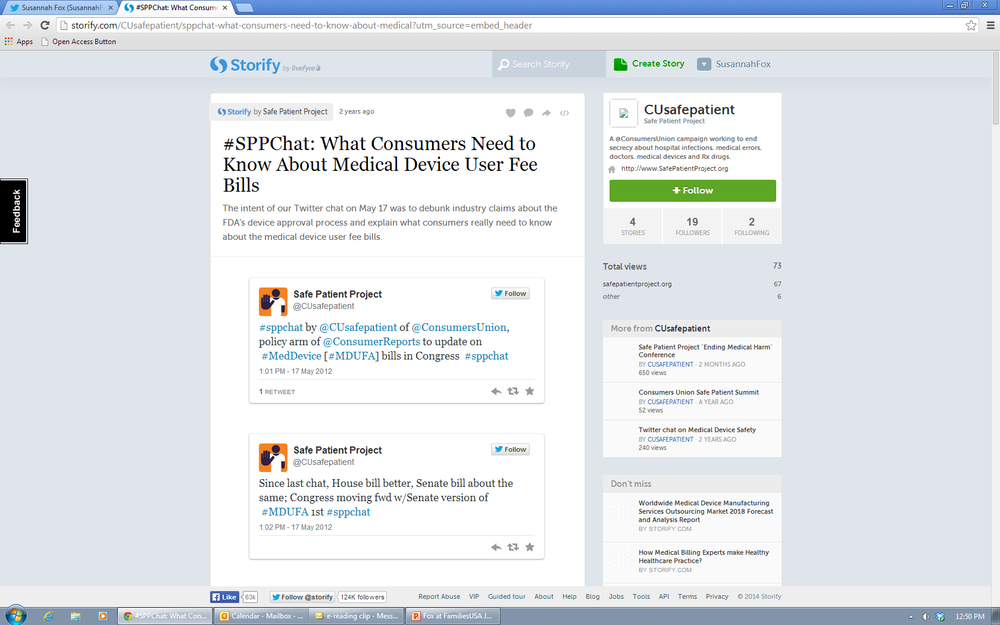 Susannah Fox (SusannahF
#SPPChat: What Consume
storify.com/CUsafepatient/sppchat-what-consumers-need-to-know-about-medical?utm_source=embed_header
Apps
Open Access Button
Storify by livefyre
Search Storify
Create Story
SusannahFox
Feedback
Storify by Safe Patient Project
2 years ago
#SPPChat: What Consumers Need to
Know About Medical Device User Fee
Bills
The intent of our Twitter chat on May 17 was to debunk industry claims about the
FDA's device approval process and explain what consumers really need to know
about the medical device user fee bills.
Safe Patient Project
@CUsafepatient
Follow
#sppchat by @CUsafepatient of @ConsumersUnion,
policy arm of @ConsumerReports to update on
#MedDevice [#MDUFA] bills in Congress #sppchat
1:01 PM - 17 May 2012
1 RETWEET
Safe Patient Project
@CUsafepatient
Follow
Since last chat, House bill better, Senate bill about the
same; Congress moving fwd w/Senate version of
#MDUFA 1st #sppchat
1:02 PM - 17 May 2012
CUsafepatient
Safe Patient Project
A @ConsumersUnion campaign working to end
secrecy about hospital infections. medical errors.
doctors. medical devices and Rx drugs.
http://www.SafePatientProject.org
+ Follow
4
STORIES
19
FOLLOWERS
2
FOLLOWING
Total views 73
safepatientproject.org 67
other 6
More from CUsafepatient
Safe Patient Project "Ending Medical Harm"
Conference
BY CUSAFEPATIENT · 2 MONTHS AGO
650 views
Consumers Union Safe Patient Summit
BY CUSAFEPATIENT · A YEAR AGO
52 views
Twitter chat on Medical Device Safety
BY CUSAFEPATIENT · 2 YEARS AGO
240 views
Don't miss
Worldwide Medical Device Manufacturing
Services Outsourcing Market 2018 Forecast
and Analysis Report
BY STORIFY.COM
How Medical Billing Experts make Healthy
Healthcare Practice?
BY STORIFY.COM
Like 63k
Follow @storify 124K followers
Report Abuse VIP Guided tour About Help Blog Jobs Tools API Terms Privacy © 2014 Storify
#SPPChat: What Con...
Calendar - Mailbox - ...
e-reading clip - Mess...
Fox at FamiliesUSA J...
12:50 PM